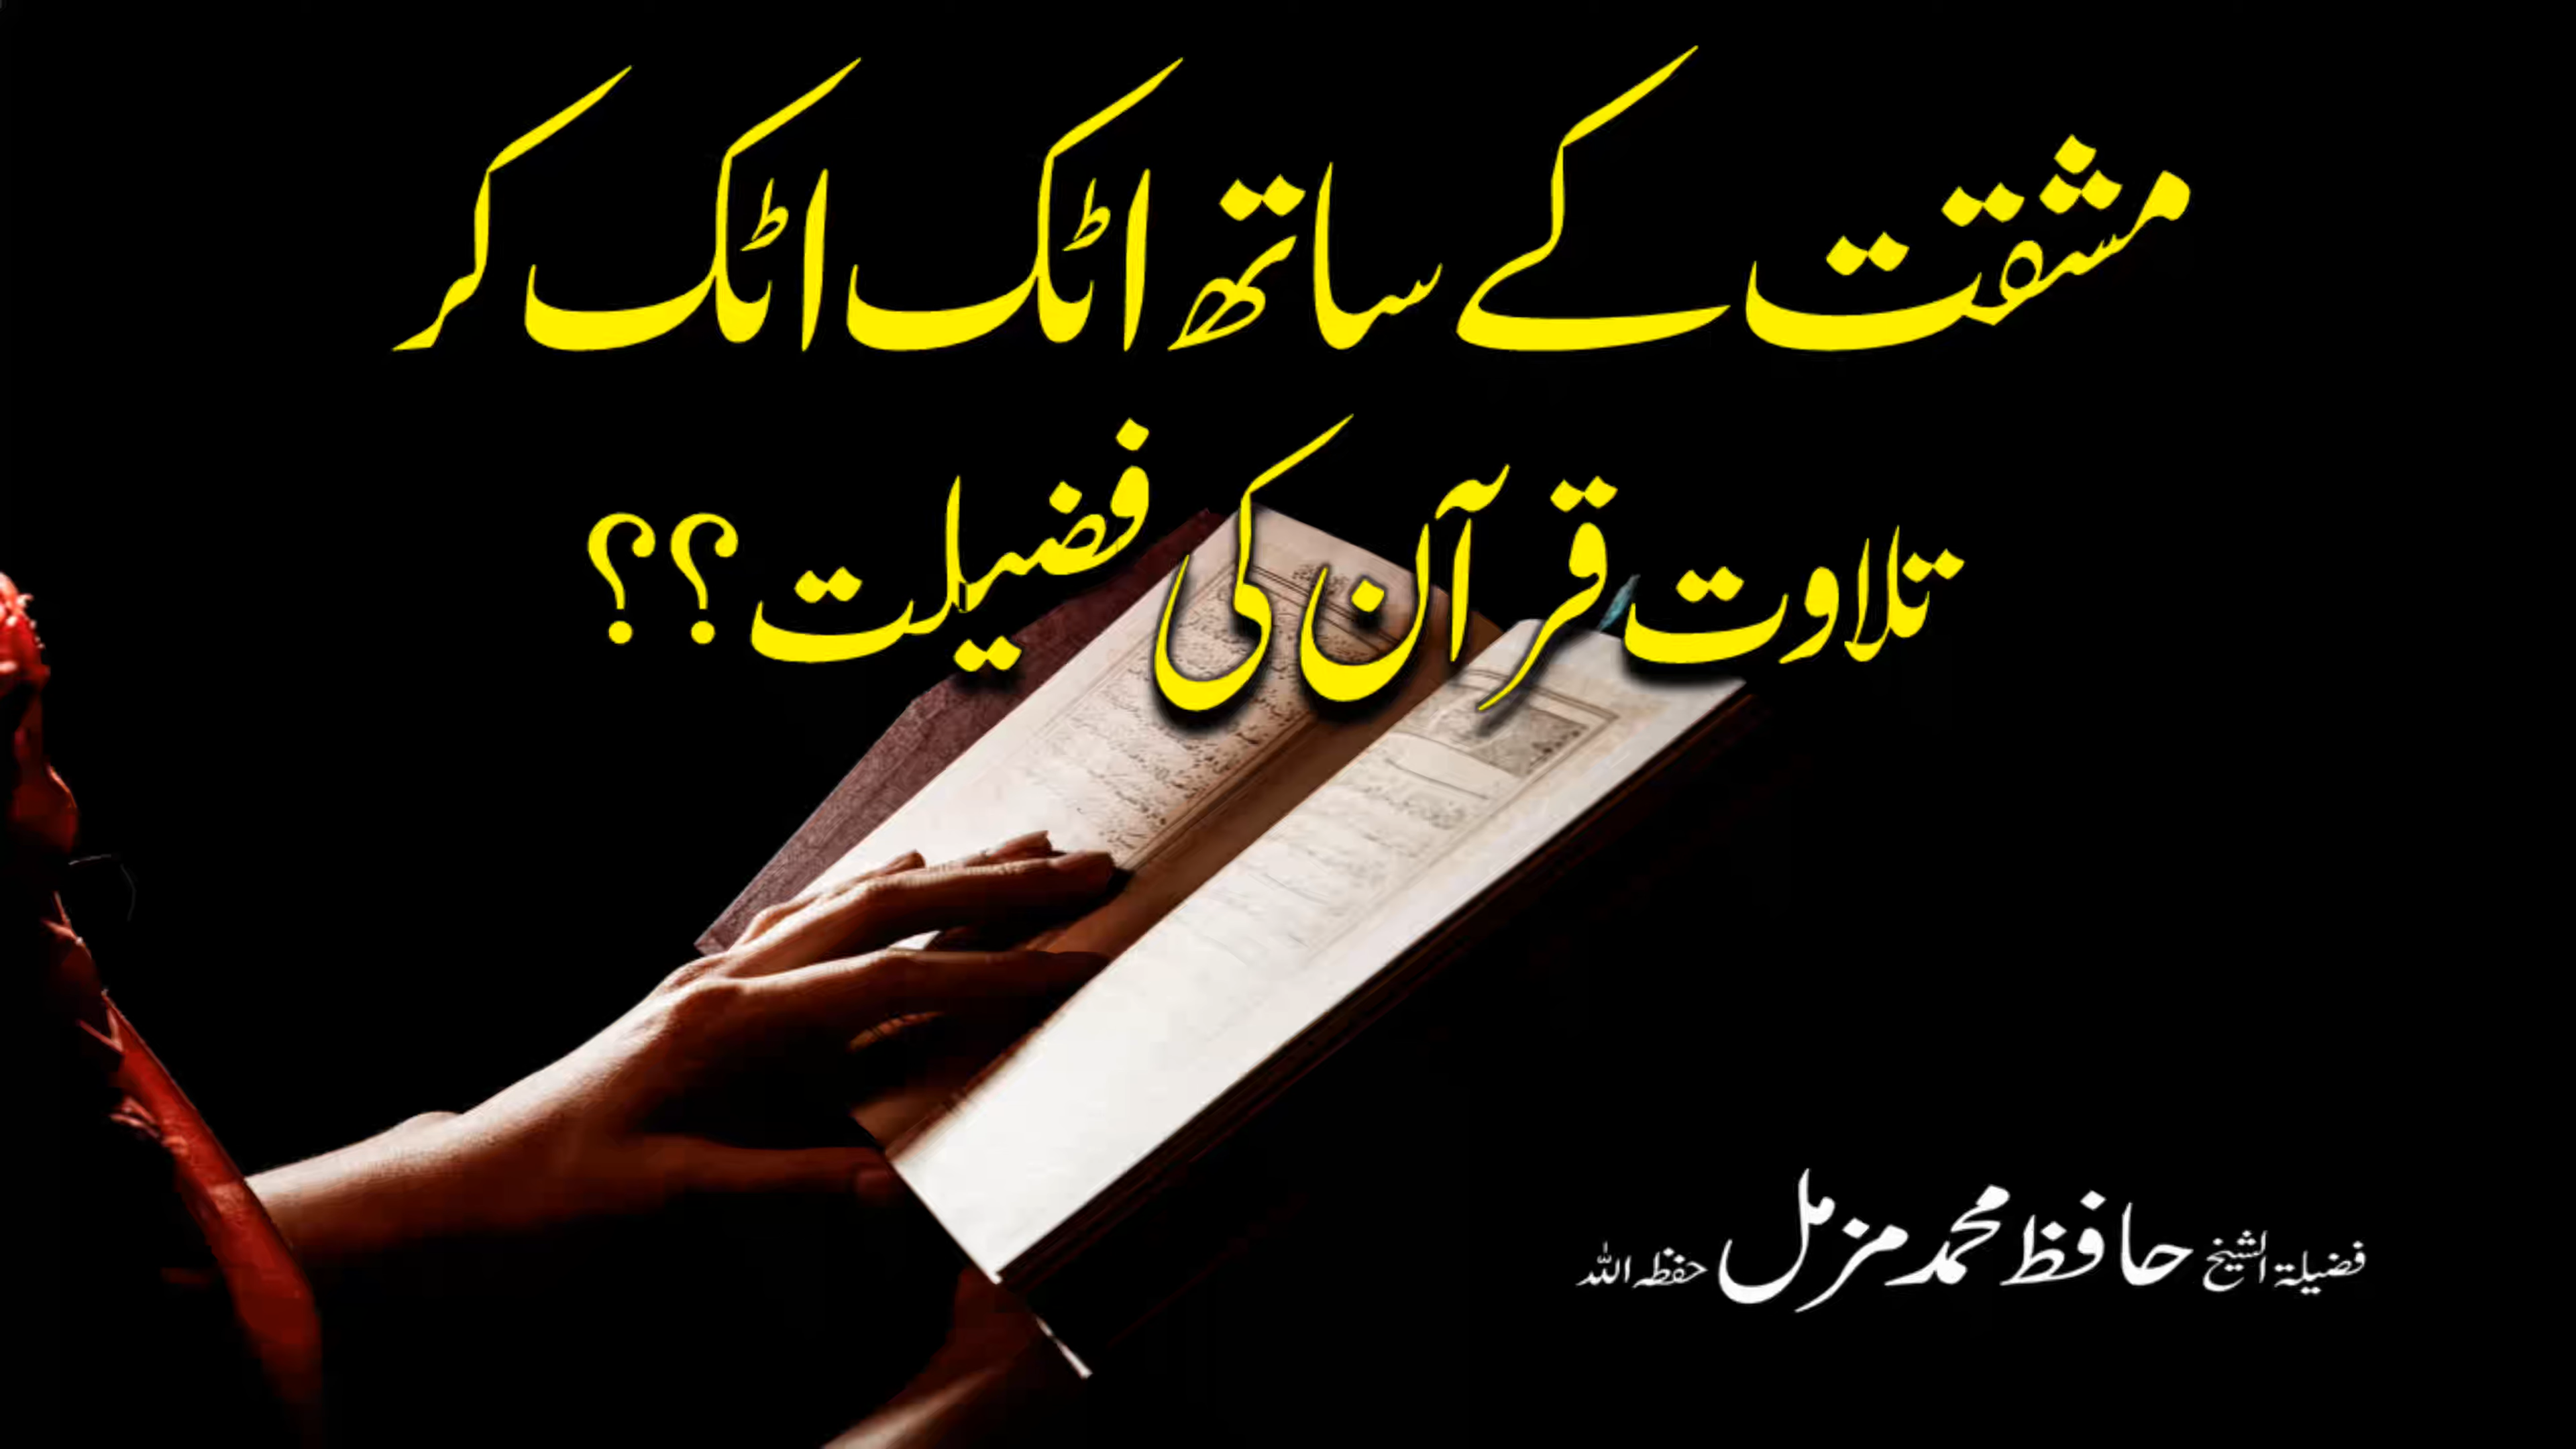 مشقت کے ساتھ اٹک اٹک کر
تلاوت قرآن کی فضیلت؟؟
فضیلۃ الشیخ حافظ محمد مزمل حفظہ اللہ